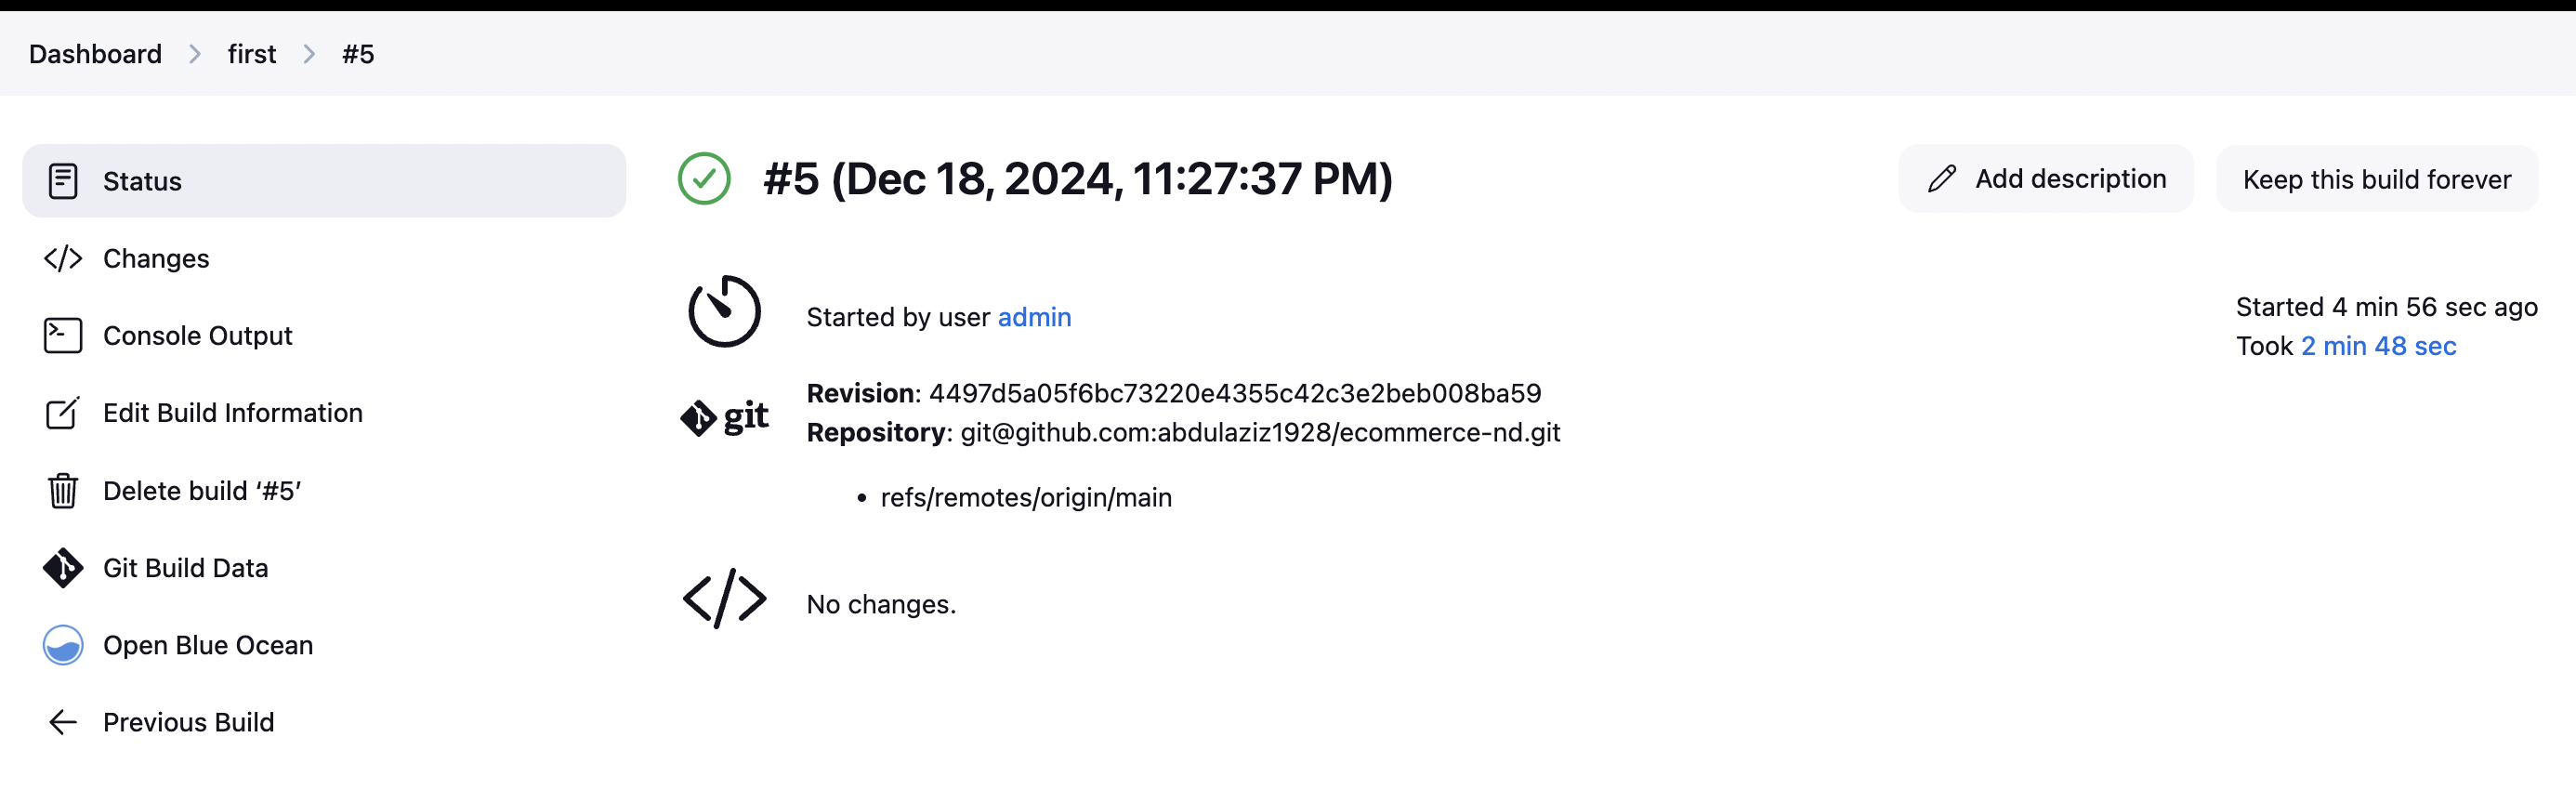 Dashboard > first > #5
Status
Changes
Console Output
Edit Build Information
Delete build ‘#5’
Git Build Data
Open Blue Ocean
Previous Build
#5 (Dec 18, 2024, 11:27:37 PM)
Add description
Keep this build forever
Started by user admin
Started 4 min 56 sec ago
Took 2 min 48 sec
git
Revision: 4497d5a05f6bc73220e4355c42c3e2beb008ba59
Repository: git@github.com:abdulaziz1928/ecommerce-nd.git
• refs/remotes/origin/main
No changes.